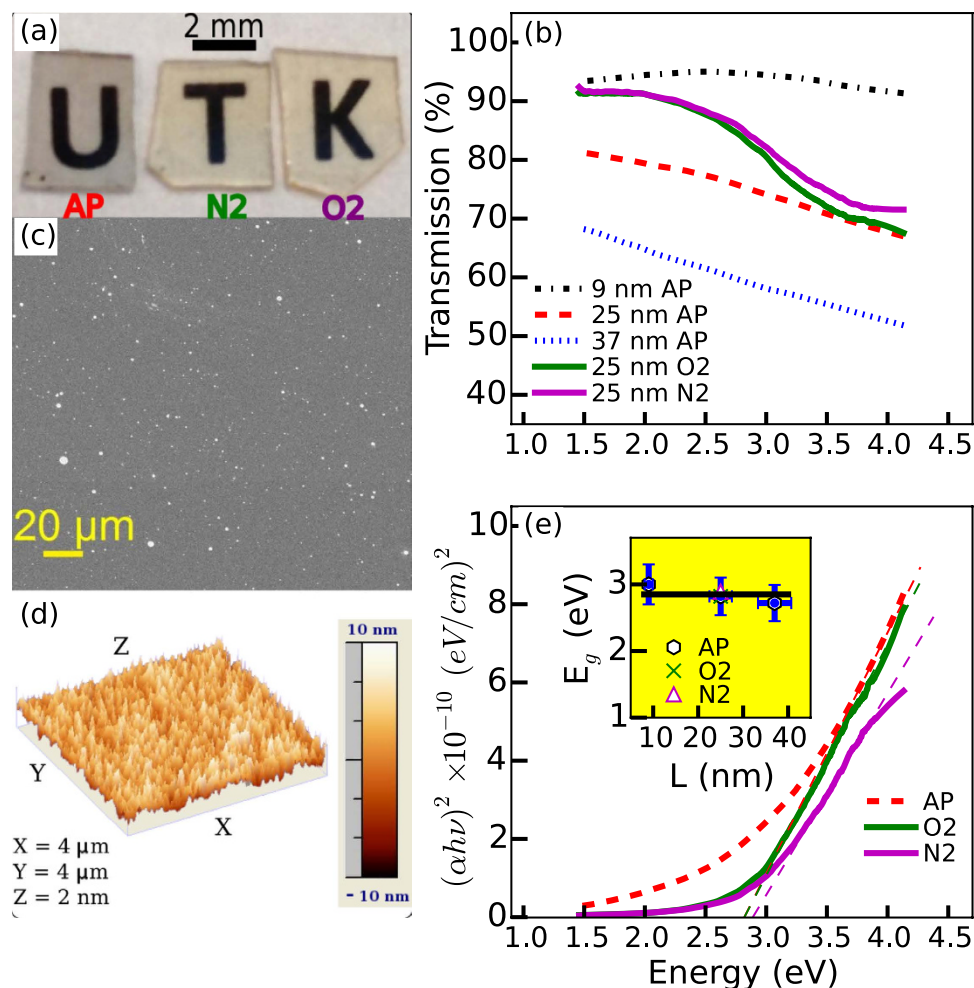 (a)
2 mm
U T K
AP N2 O2
(b)
Transmission (%)
100
90
80
70
60
50
40
9 nm AP
25 nm AP
37 nm AP
25 nm O2
25 nm N2
1.0 1.5 2.0 2.5 3.0 3.5 4.0 4.5
(c)
20 µm
(d)
Z
Y
X
X = 4 µm
Y = 4 µm
Z = 2 nm
10 nm
- 10 nm
(e)
(αhν)² ×10⁻¹⁰ (eV/cm)²
10
8
6
4
2
0
E_g (eV)
3
2
1
AP
O2
N2
10 20 30 40
L (nm)
AP
O2
N2
1.0 1.5 2.0 2.5 3.0 3.5 4.0 4.5
Energy (eV)